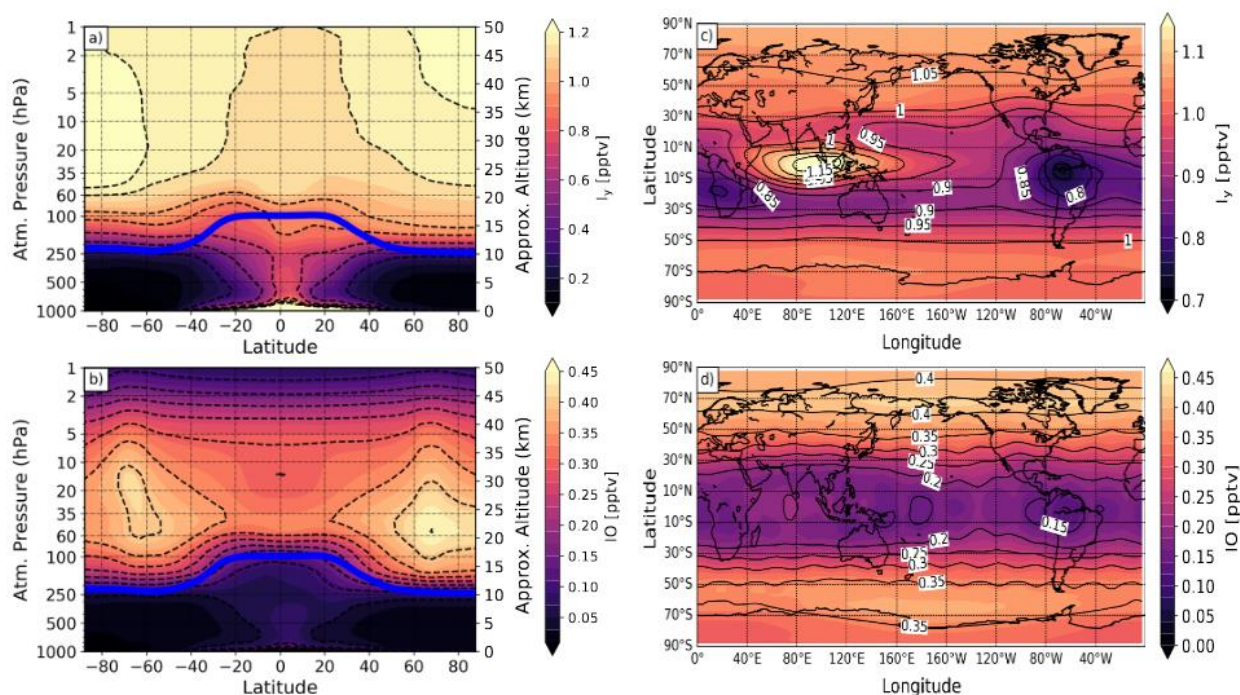 a)
1
2
5
10
20
35
60
100
250
500
1000
Atm. Pressure (hPa)
−80 −60 −40 −20 0 20 40 60 80
Latitude
50
45
40
35
30
25
20
15
10
5
0
Approx. Altitude (km)
1.2
1.0
0.8
0.6
0.4
0.2
Iy [pptv]
c)
90°N
70°N
50°N
30°N
10°N
10°S
30°S
50°S
70°S
90°S
Latitude
0° 40°E 80°E 120°E 160°E 160°W 120°W 80°W 40°W
Longitude
1.05
1
0.95
1
1.15
0.85
0.9
0.85
0.8
0.9
0.95
1
1.1
1.0
0.9
0.8
0.7
Iy [pptv]
b)
1
2
5
10
20
35
60
100
250
500
1000
Atm. Pressure (hPa)
−80 −60 −40 −20 0 20 40 60 80
Latitude
50
45
40
35
30
25
20
15
10
5
0
Approx. Altitude (km)
0.45
0.40
0.35
0.30
0.25
0.20
0.15
0.10
0.05
IO [pptv]
d)
90°N
70°N
50°N
30°N
10°N
10°S
30°S
50°S
70°S
90°S
Latitude
0° 40°E 80°E 120°E 160°E 160°W 120°W 80°W 40°W
Longitude
0.4
0.4
0.35
0.3
0.25
0.2
0.15
0.2
0.25
0.3
0.35
0.35
0.45
0.40
0.35
0.30
0.25
0.20
0.15
0.10
0.05
0.00
IO [pptv]